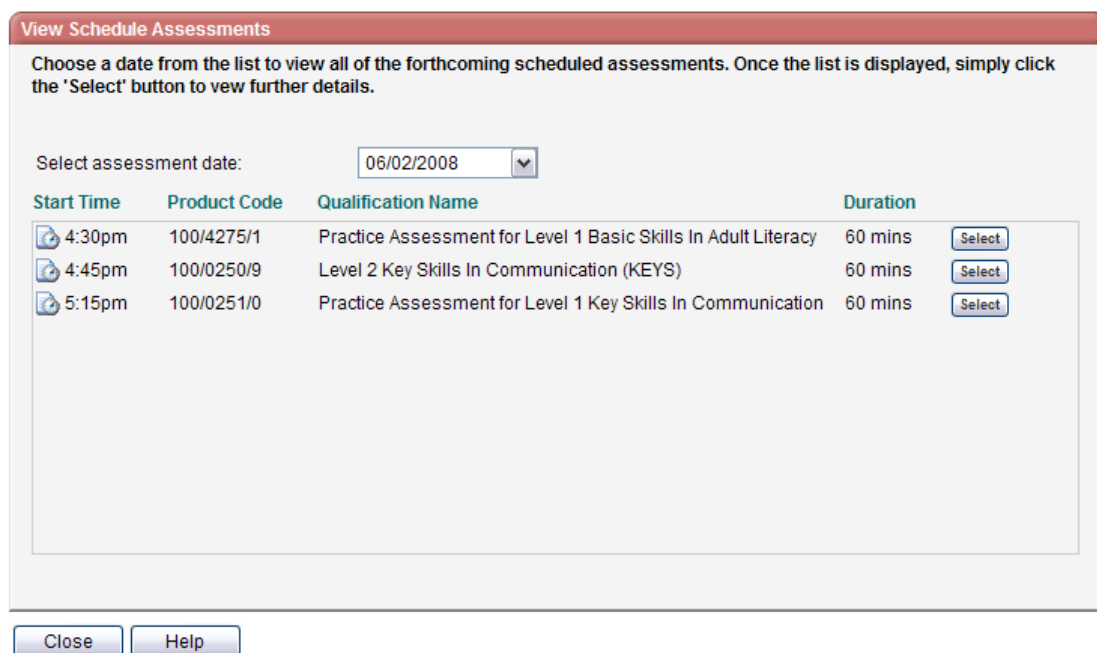 View Schedule Assessments
Choose a date from the list to view all of the forthcoming scheduled assessments. Once the list is displayed, simply click
the 'Select' button to vew further details.
Select assessment date: 06/02/2008
Start Time Product Code Qualification Name Duration
4:30pm 100/4275/1 Practice Assessment for Level 1 Basic Skills In Adult Literacy 60 mins Select
4:45pm 100/0250/9 Level 2 Key Skills In Communication (KEYS) 60 mins Select
5:15pm 100/0251/0 Practice Assessment for Level 1 Key Skills In Communication 60 mins Select
Close Help